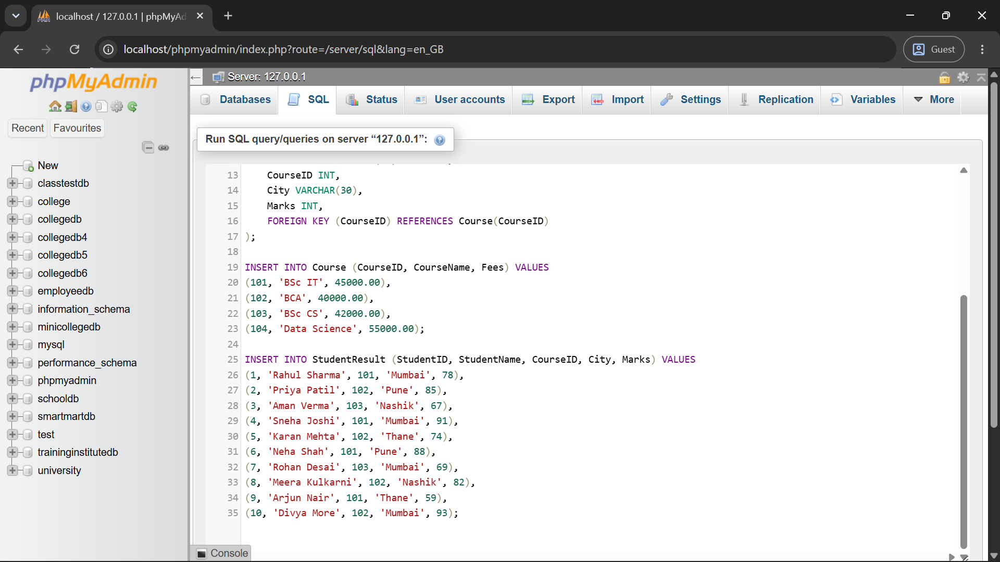 localhost / 127.0.0.1 | phpMyAd
localhost/phpmyadmin/index.php?route=/server/sql&lang=en_GB
Guest
phpMyAdmin
Recent
Favourites
New
classtestdb
college
collegedb
collegedb4
collegedb5
collegedb6
employeedb
information_schema
minicollegedb
mysql
performance_schema
phpmyadmin
schooldb
smartmartdb
test
traininginstitutedb
university
Server: 127.0.0.1
Databases
SQL
Status
User accounts
Export
Import
Settings
Replication
Variables
More
Run SQL query/queries on server “127.0.0.1”:
13 CourseID INT,
14 City VARCHAR(30),
15 Marks INT,
16 FOREIGN KEY (CourseID) REFERENCES Course(CourseID)
17 );
18
19 INSERT INTO Course (CourseID, CourseName, Fees) VALUES
20 (101, 'BSc IT', 45000.00),
21 (102, 'BCA', 40000.00),
22 (103, 'BSc CS', 42000.00),
23 (104, 'Data Science', 55000.00);
24
25 INSERT INTO StudentResult (StudentID, StudentName, CourseID, City, Marks) VALUES
26 (1, 'Rahul Sharma', 101, 'Mumbai', 78),
27 (2, 'Priya Patil', 102, 'Pune', 85),
28 (3, 'Aman Verma', 103, 'Nashik', 67),
29 (4, 'Sneha Joshi', 101, 'Mumbai', 91),
30 (5, 'Karan Mehta', 102, 'Thane', 74),
31 (6, 'Neha Shah', 101, 'Pune', 88),
32 (7, 'Rohan Desai', 103, 'Mumbai', 69),
33 (8, 'Meera Kulkarni', 102, 'Nashik', 82),
34 (9, 'Arjun Nair', 101, 'Thane', 59),
35 (10, 'Divya More', 102, 'Mumbai', 93);
Console